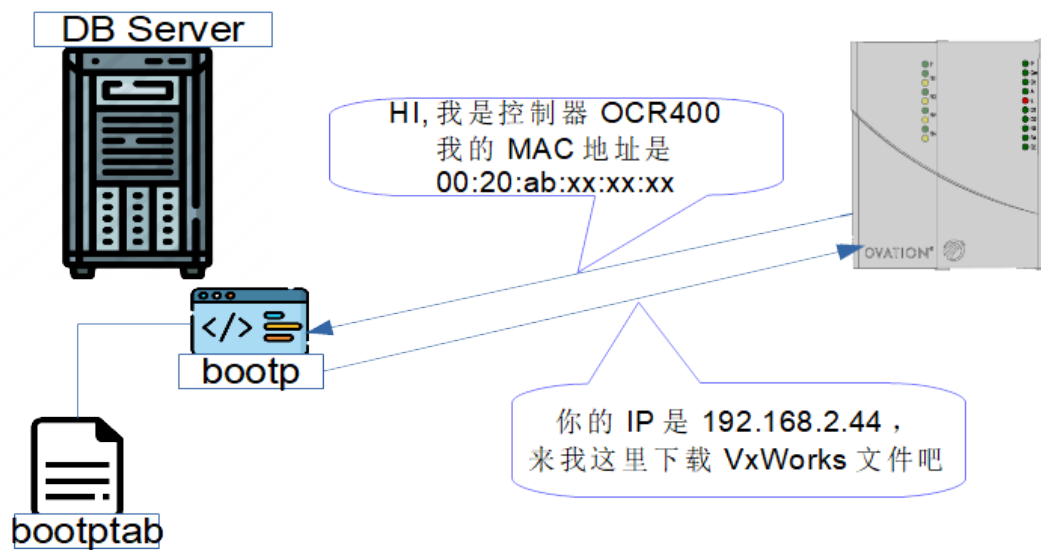 DB Server
HI, 我是控制器 OCR400
我的 MAC 地址是
00:20:ab:xx:xx:xx
OVATION®
</>
bootp
你的 IP 是 192.168.2.44，
来我这里下载 VxWorks 文件吧
bootptab